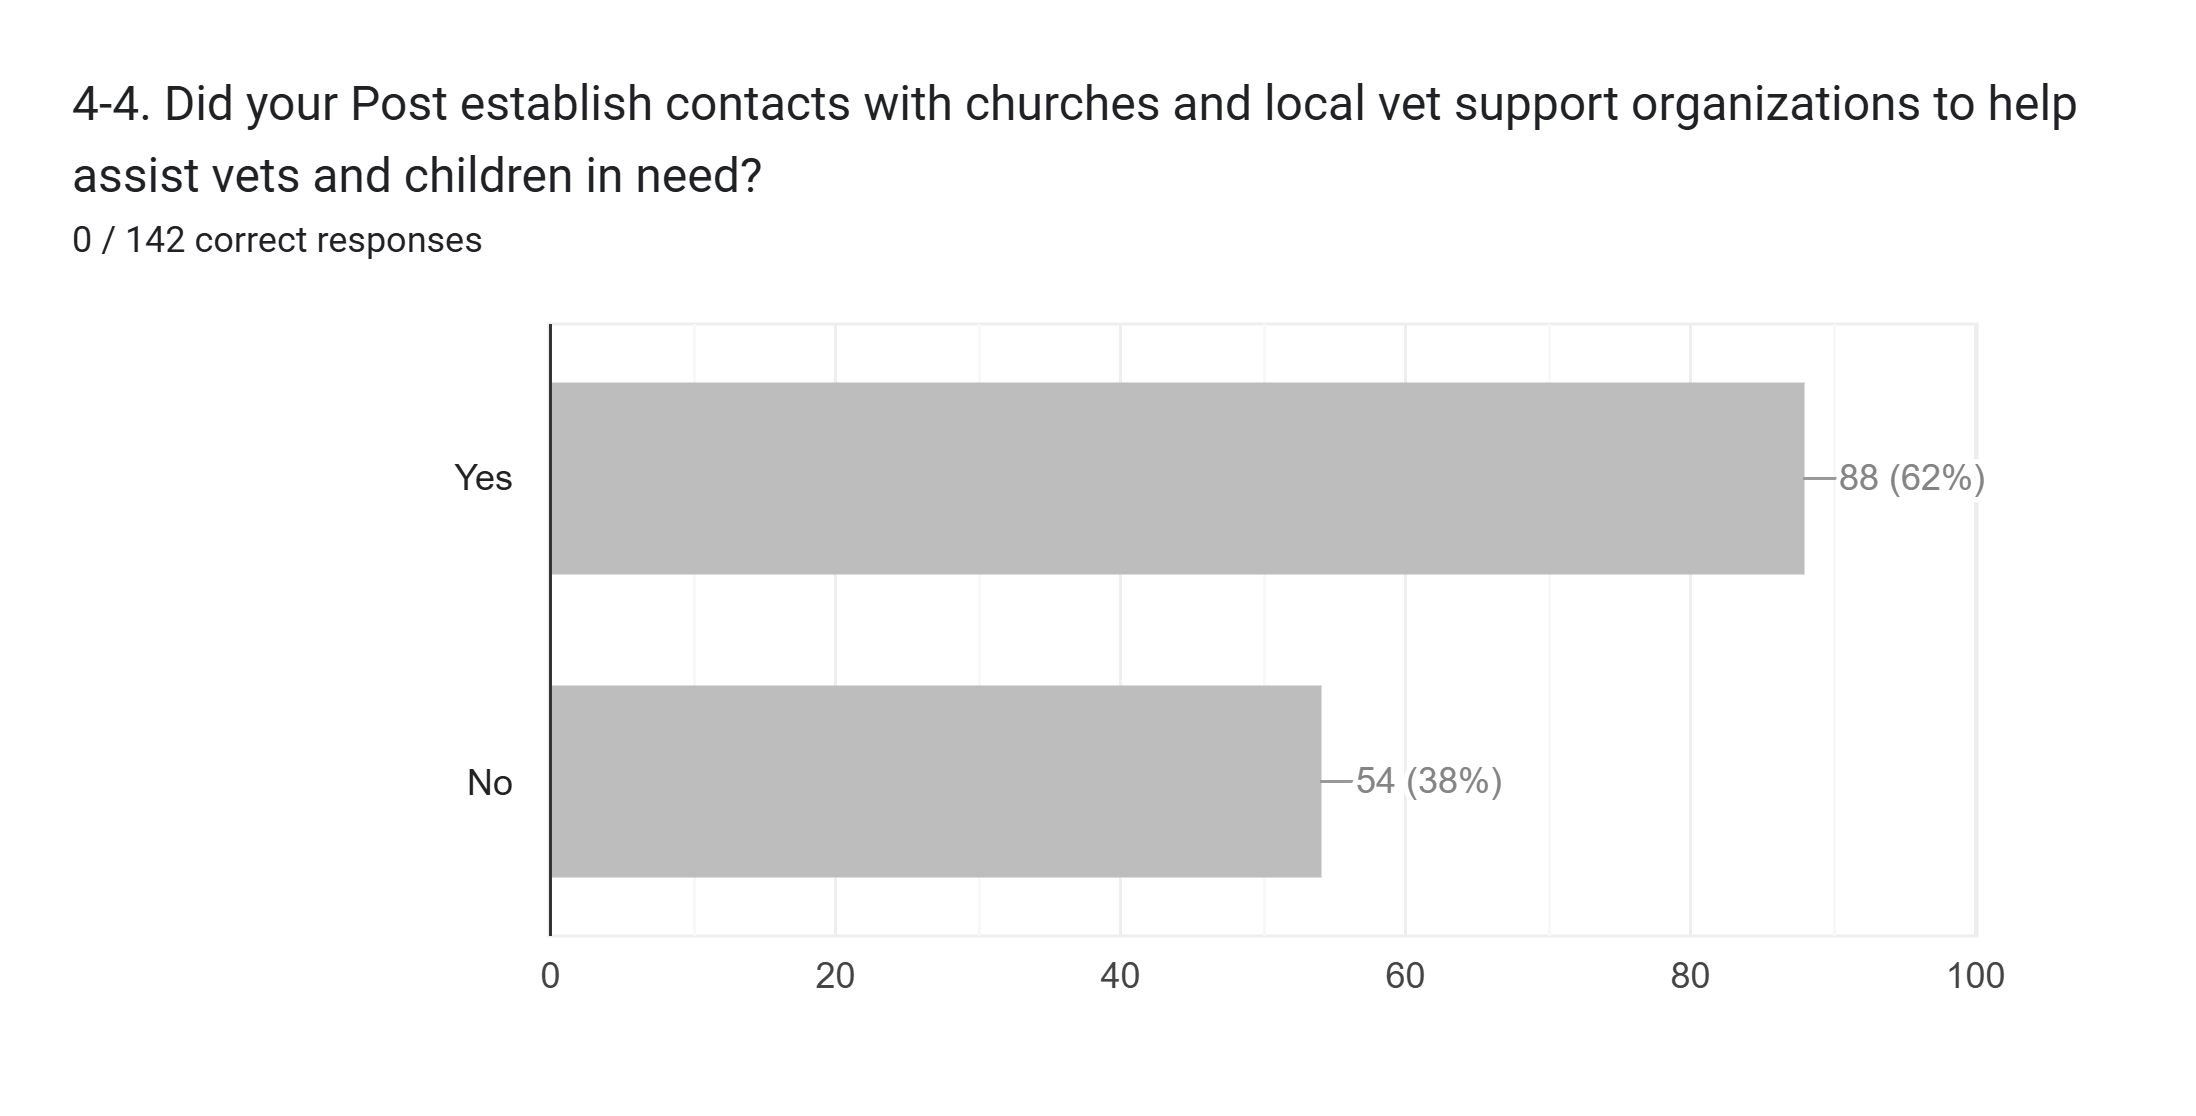 4-4. Did your Post establish contacts with churches and local vet support organizations to help
assist vets and children in need?
0 / 142 correct responses
Yes
88 (62%)
No
54 (38%)
0 20 40 60 80 100